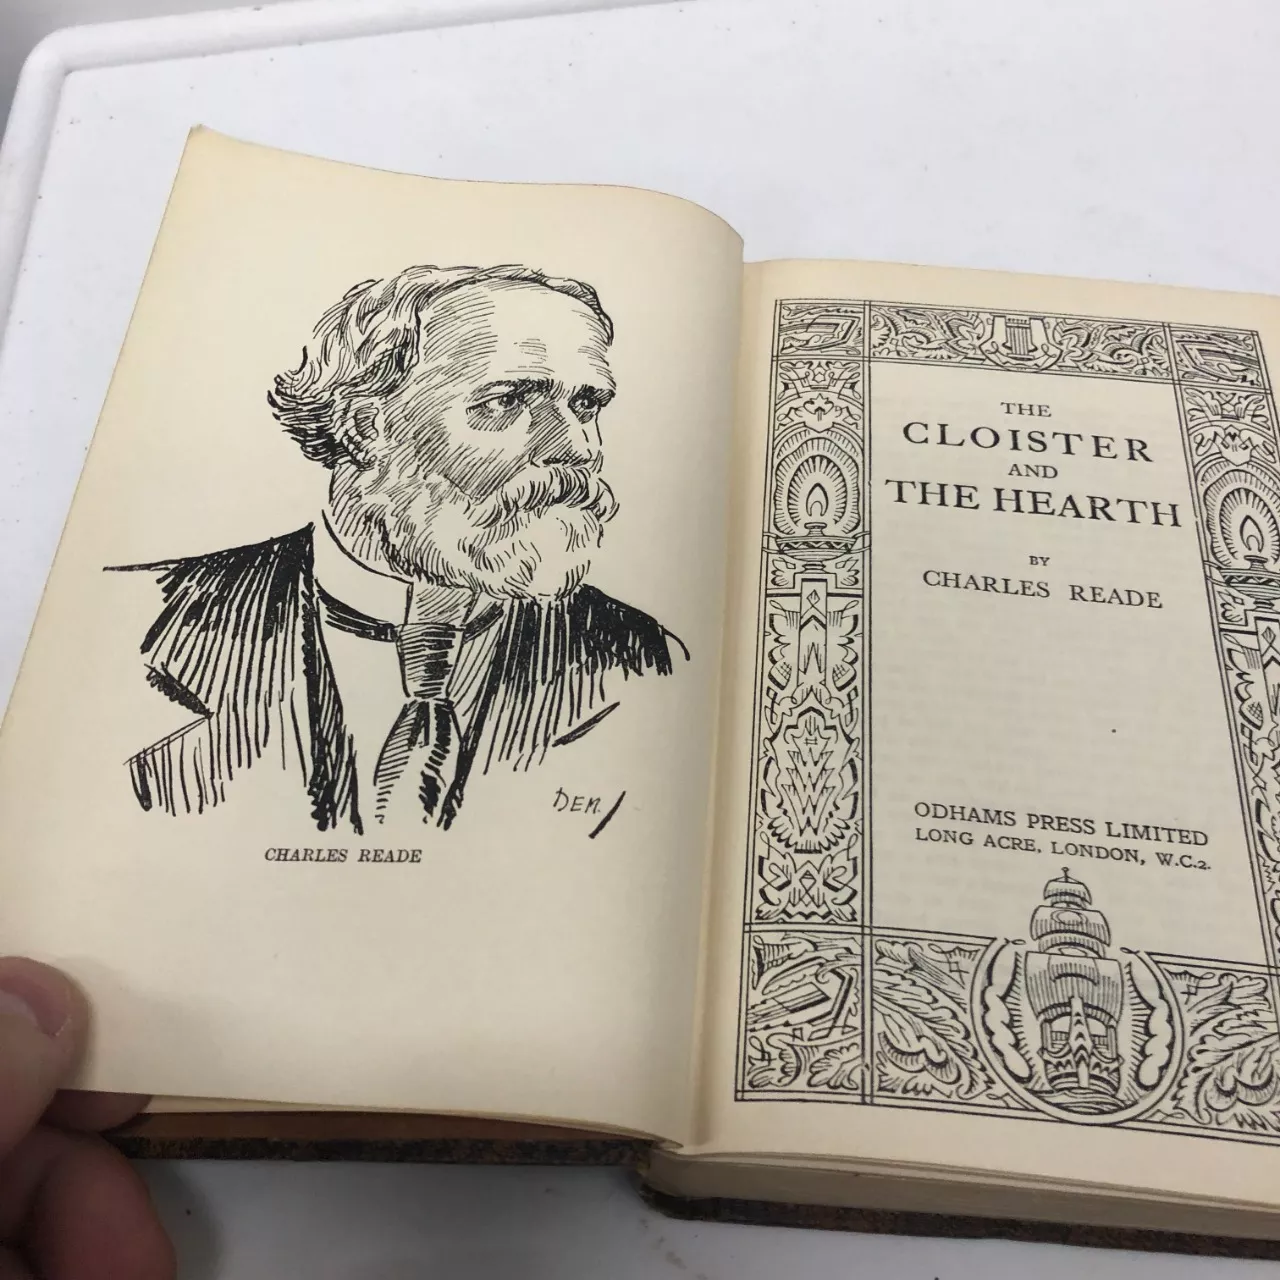 DEM.
CHARLES READE
THE
CLOISTER
AND
THE HEARTH
BY
CHARLES READE
ODHAMS PRESS LIMITED
LONG ACRE, LONDON, W.C.2.